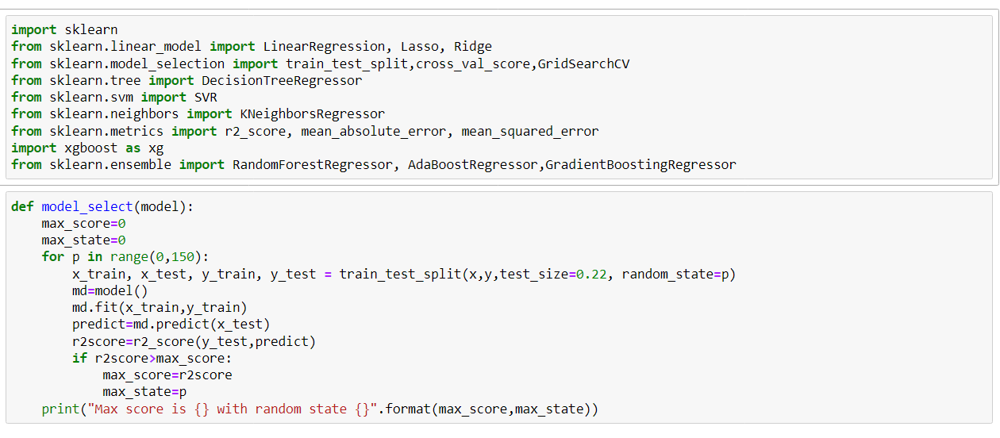 import sklearn
from sklearn.linear_model import LinearRegression, Lasso, Ridge
from sklearn.model_selection import train_test_split,cross_val_score,GridSearchCV
from sklearn.tree import DecisionTreeRegressor
from sklearn.svm import SVR
from sklearn.neighbors import KNeighborsRegressor
from sklearn.metrics import r2_score, mean_absolute_error, mean_squared_error
import xgboost as xg
from sklearn.ensemble import RandomForestRegressor, AdaBoostRegressor,GradientBoostingRegressor
def model_select(model):
    max_score=0
    max_state=0
    for p in range(0,150):
        x_train, x_test, y_train, y_test = train_test_split(x,y,test_size=0.22, random_state=p)
        md=model()
        md.fit(x_train,y_train)
        predict=md.predict(x_test)
        r2score=r2_score(y_test,predict)
        if r2score>max_score:
            max_score=r2score
            max_state=p
    print("Max score is {} with random state {}".format(max_score,max_state))